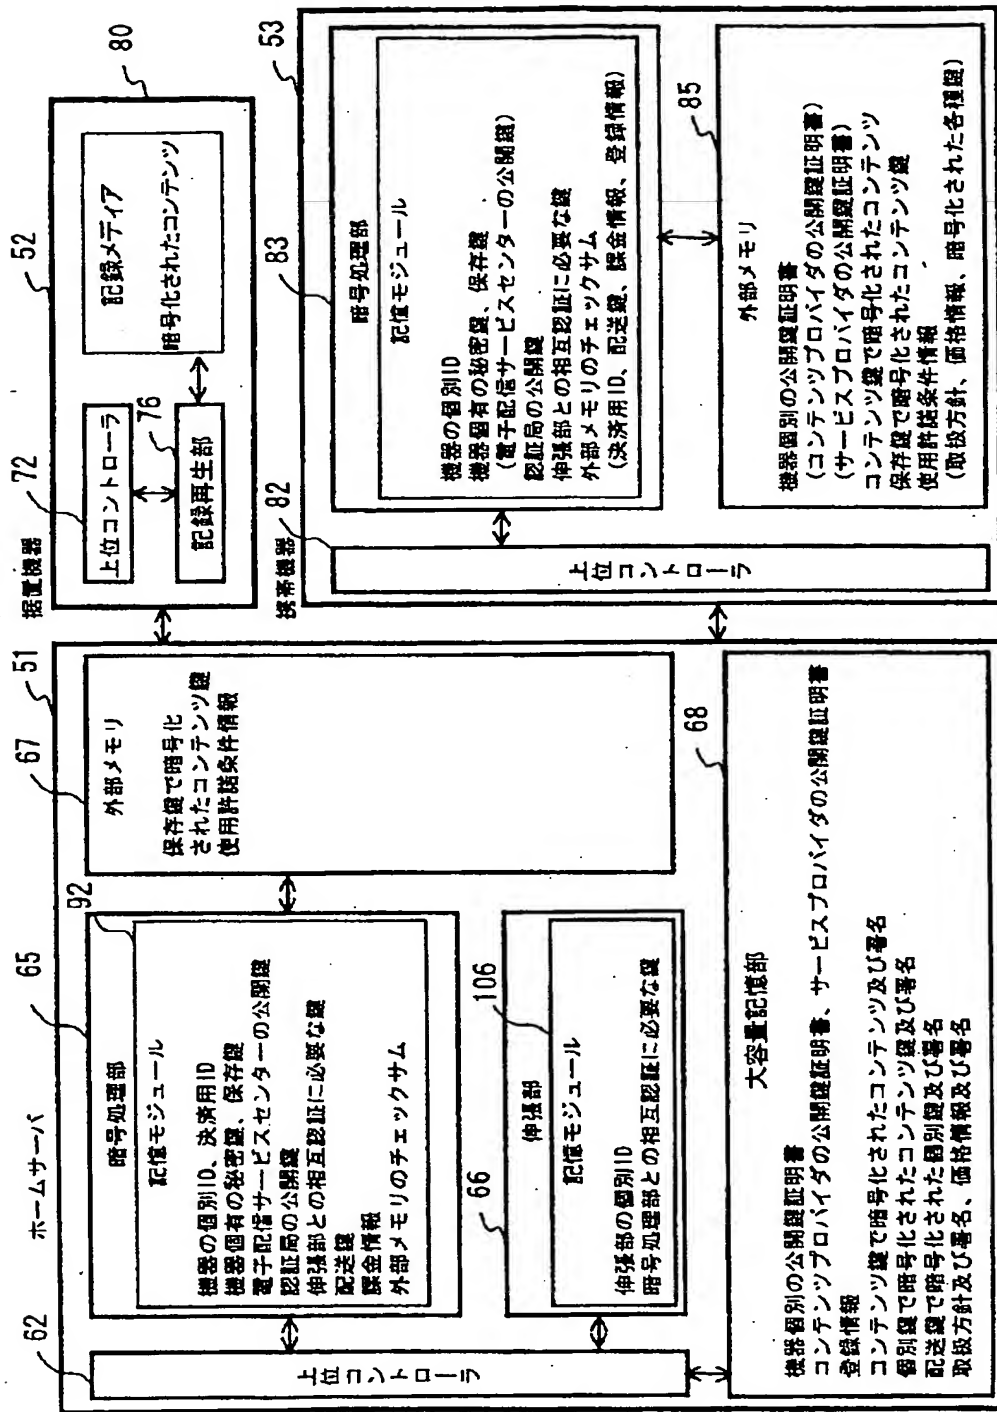 ホームサーバ
51
62
上位コントローラ
65
暗号処理部
92
記憶モジュール
機器の個別ID、決済用ID
機器個有の秘密鍵、保存鍵
電子配信サービスセンターの公開鍵
認証局の公開鍵
伸張部との相互認証に必要な鍵
配送鍵
課金情報
外部メモリのチェックサム
67
外部メモリ
保存鍵で暗号化
されたコンテンツ鍵
使用許諾条件情報
66
伸張部
106
記憶モジュール
伸張部の個別ID
暗号処理部との相互認証に必要な鍵
68
大容量記憶部
機器個別の公開鍵証明書
コンテンツプロバイダの公開鍵証明書、サービスプロバイダの公開鍵証明書
登録情報
コンテンツ鍵で暗号化されたコンテンツ及び署名
個別鍵で暗号化されたコンテンツ鍵及び署名
配送鍵で暗号化された個別鍵及び署名
取扱方針及び署名、価格情報及び署名
据置機器
52
72
上位コントローラ
76
記録再生部
80
記録メディア
暗号化されたコンテンツ
携帯機器
53
82
上位コントローラ
83
暗号処理部
記憶モジュール
機器の個別ID
機器個有の秘密鍵、保存鍵
(電子配信サービスセンターの公開鍵)
認証局の公開鍵
伸張部との相互認証に必要な鍵
外部メモリのチェックサム
(決済用ID、配送鍵、課金情報、登録情報)
85
外部メモリ
機器個別の公開鍵証明書
(コンテンツプロバイダの公開鍵証明書)
(サービスプロバイダの公開鍵証明書)
コンテンツ鍵で暗号化されたコンテンツ
保存鍵で暗号化されたコンテンツ鍵
使用許諾条件情報
(取扱方針、価格情報、暗号化された各種鍵)